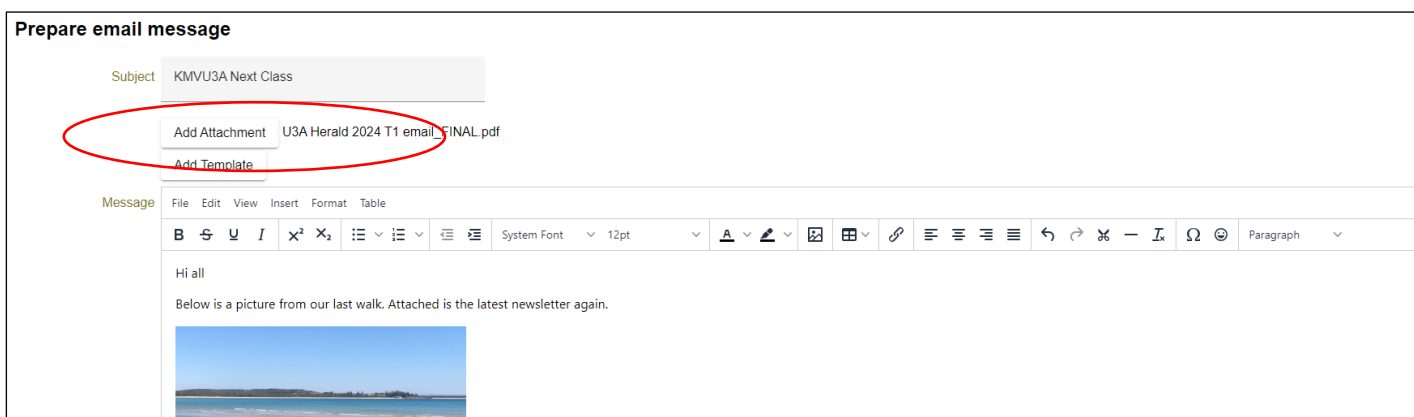 Prepare email message
Subject KMVU3A Next Class
Add Attachment U3A Herald 2024 T1 email_FINAL.pdf
Add Template
Message File Edit View Insert Format Table
B S U I X² X₂ System Font 12pt A Ω Paragraph
Hi all
Below is a picture from our last walk. Attached is the latest newsletter again.